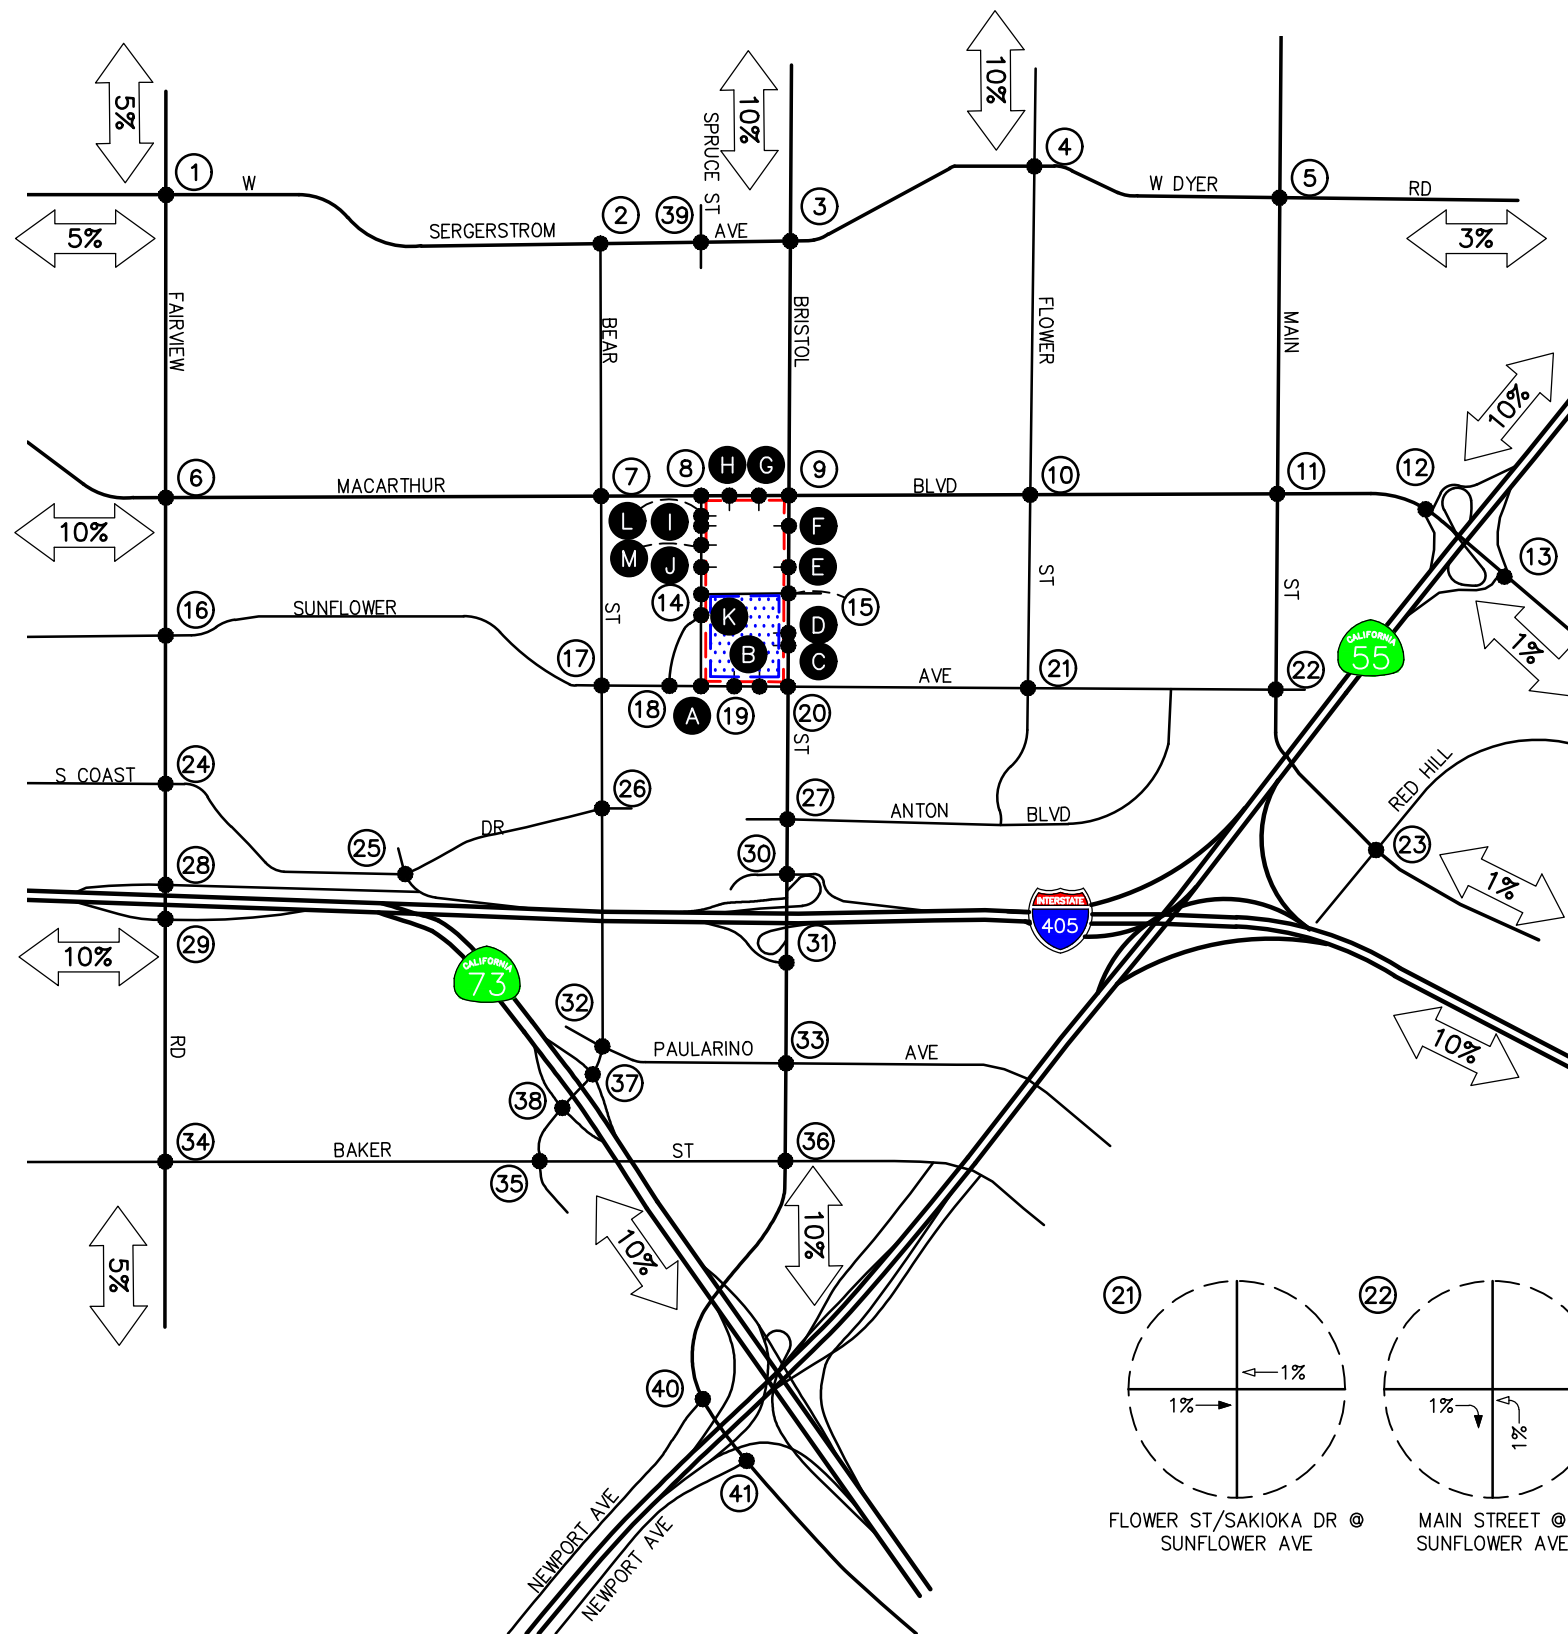 5%
10%
10%
SPRUCE ST
1
W
2
39
AVE
3
4
W DYER
5
RD
SERGERSTROM
5%
3%
FAIRVIEW
BEAR
BRISTOL
FLOWER
MAIN
10%
6
MACARTHUR
7
8
H
G
9
BLVD
10
11
12
10%
L
I
F
M
J
E
13
ST
ST
16
SUNFLOWER
ST
14
K
15
D
1%
CALIFORNIA
55
17
B
C
AVE
21
22
18
A
19
20
ST
24
S COAST
26
27
ANTON
BLVD
RED HILL
DR
25
28
30
23
1%
INTERSTATE
405
29
10%
31
CALIFORNIA
73
32
RD
PAULARINO
33
AVE
10%
37
38
34
BAKER
ST
36
35
10%
10%
5%
21
22
1%
1%
1%
1%
40
41
FLOWER ST/SAKIOKA DR @
SUNFLOWER AVE
MAIN STREET @
SUNFLOWER AVE
NEWPORT AVE
NEWPORT AVE